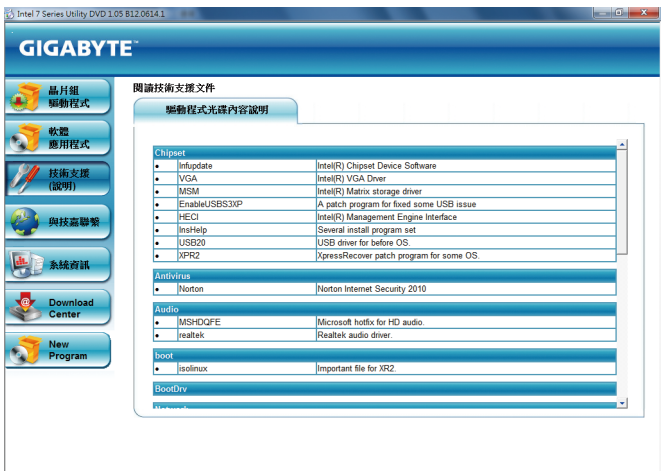 Intel 7 Series Utility DVD 1.05 B12.0614.1
GIGABYTE™
晶片組
驅動程式
軟體
應用程式
技術支援
(說明)
與技嘉聯繫
系統資訊
Download
Center
New
Program
閱讀技術支援文件
驅動程式光碟內容說明
Chipset
• Infupdate Intel(R) Chipset Device Software
• VGA Intel(R) VGA Drver
• MSM Intel(R) Matrix storage driver
• EnableUSBS3XP A patch program for fixed some USB issue
• HECI Intel(R) Management Engine Interface
• InsHelp Several install program set
• USB20 USB driver for before OS.
• XPR2 XpressRecover patch program for some OS.
Antivirus
• Norton Norton Internet Security 2010
Audio
• MSHDQFE Microsoft hotfix for HD audio.
• realtek Realtek audio driver.
boot
• isolinux Important file for XR2.
BootDrv
Network